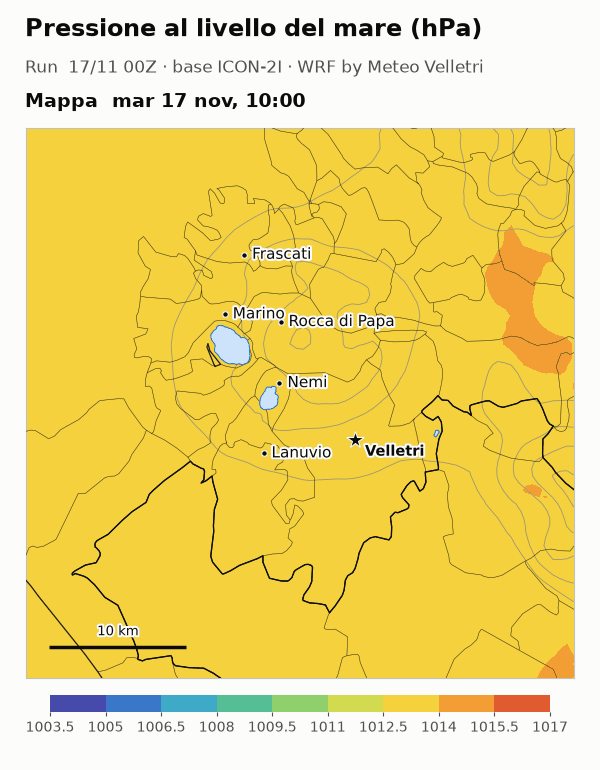 Pressione al livello del mare (hPa)
Run  17/11 00Z · base ICON-2I · WRF by Meteo Velletri
Mappa  mar 17 nov, 10:00
Frascati
Marino
Rocca di Papa
Nemi
Velletri
Lanuvio
10 km
1003.5 1005 1006.5 1008 1009.5 1011 1012.5 1014 1015.5 1017